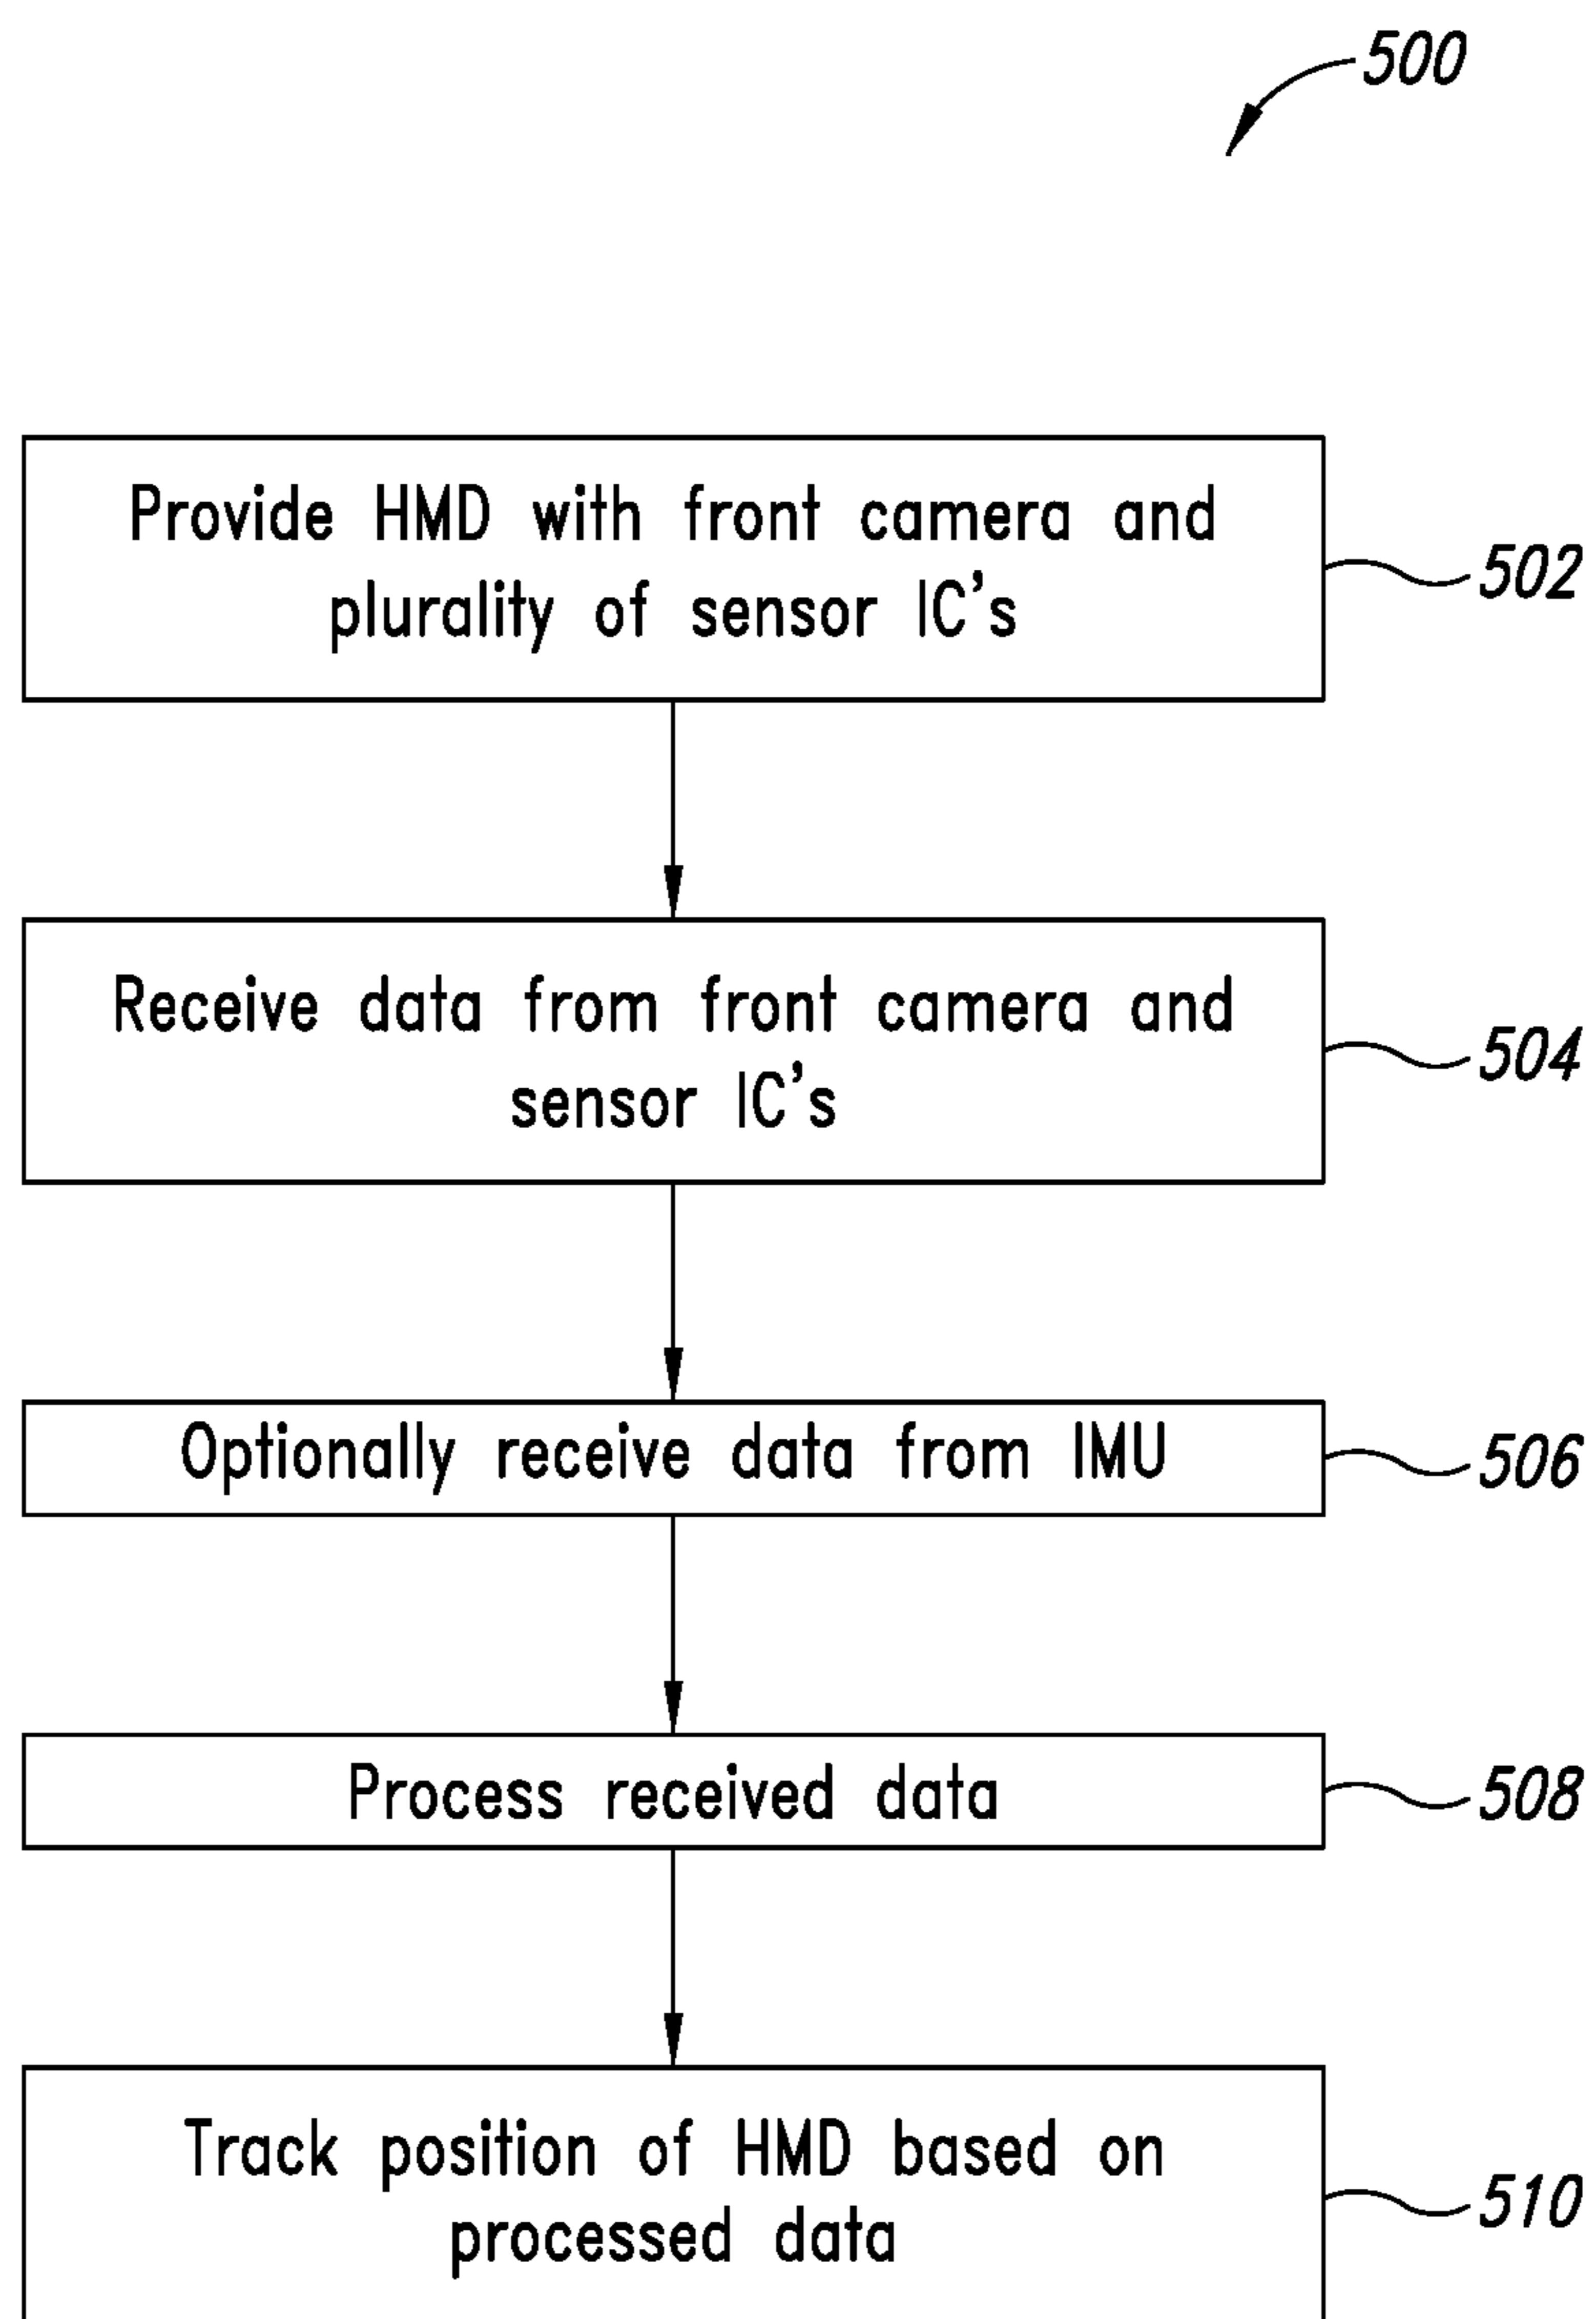 500
Provide HMD with front camera and
plurality of sensor IC's
502
Receive data from front camera and
sensor IC's
504
Optionally receive data from IMU
506
Process received data
508
Track position of HMD based on
processed data
510